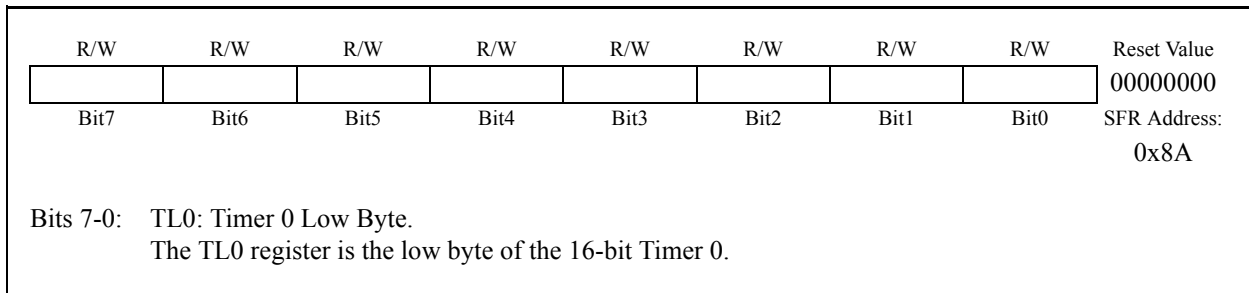 R/W R/W R/W R/W R/W R/W R/W R/W Reset Value
00000000
Bit7 Bit6 Bit5 Bit4 Bit3 Bit2 Bit1 Bit0 SFR Address:
0x8A
Bits 7-0: TL0: Timer 0 Low Byte.
The TL0 register is the low byte of the 16-bit Timer 0.